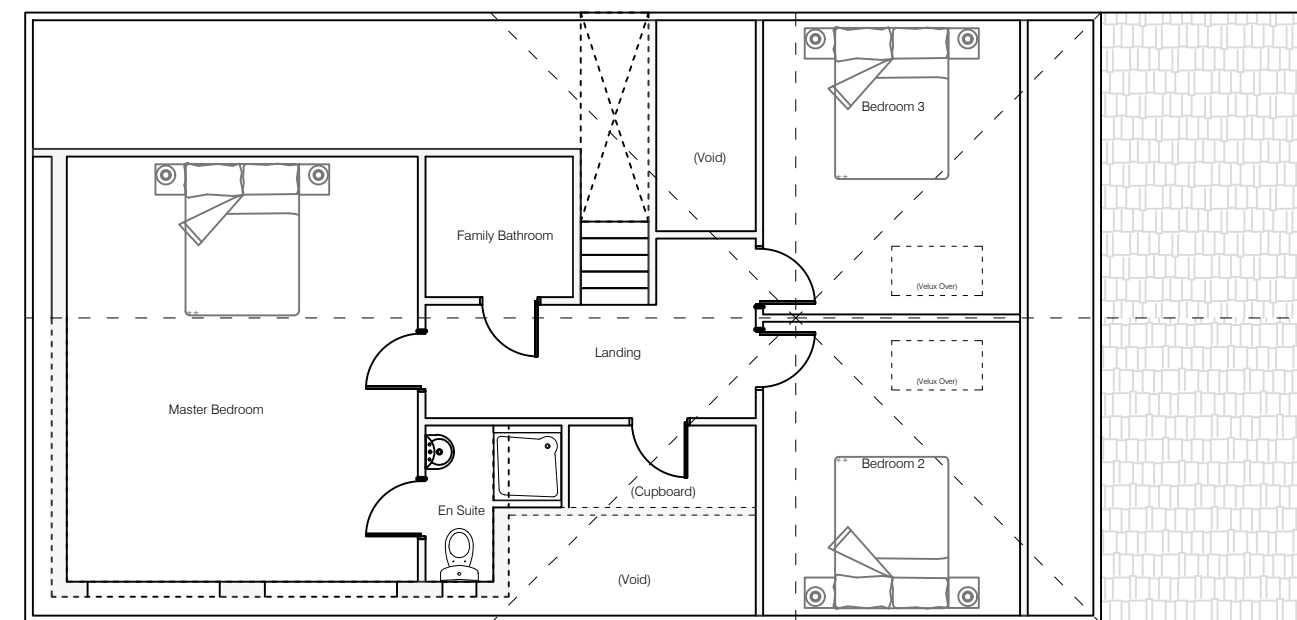 Bedroom 3
(Void)
Family Bathroom
(Velux Over)
Landing
(Velux Over)
Master Bedroom
Bedroom 2
(Cupboard)
En Suite
(Void)